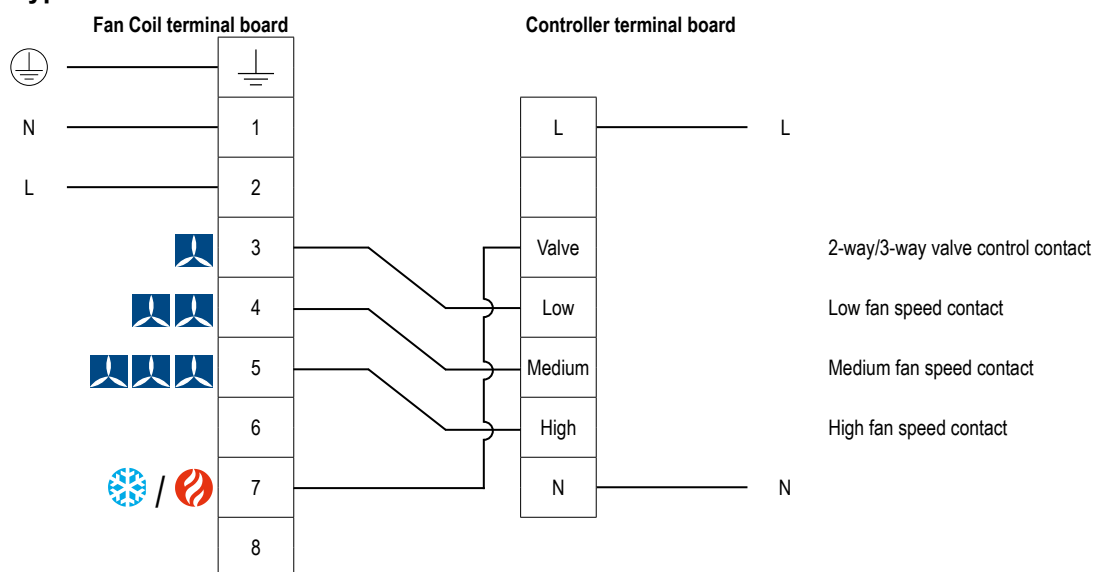 Fan Coil terminal board Controller terminal board
N 1 L L
L 2
3 Valve 2-way/3-way valve control contact
4 Low Low fan speed contact
5 Medium Medium fan speed contact
6 High High fan speed contact
/ 7 N N
8